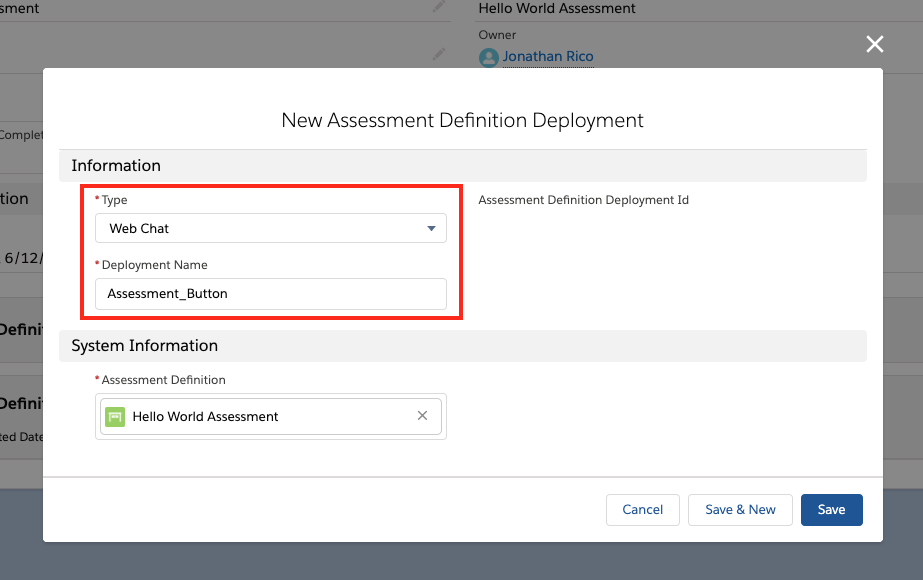 ssment
Hello World Assessment
Owner
Jonathan Rico
New Assessment Definition Deployment
Information
*Type
Web Chat
Assessment Definition Deployment Id
*Deployment Name
Assessment_Button
System Information
*Assessment Definition
Hello World Assessment
Cancel
Save & New
Save
Complet
tion
6/12/
Defini
Defini
ted Date